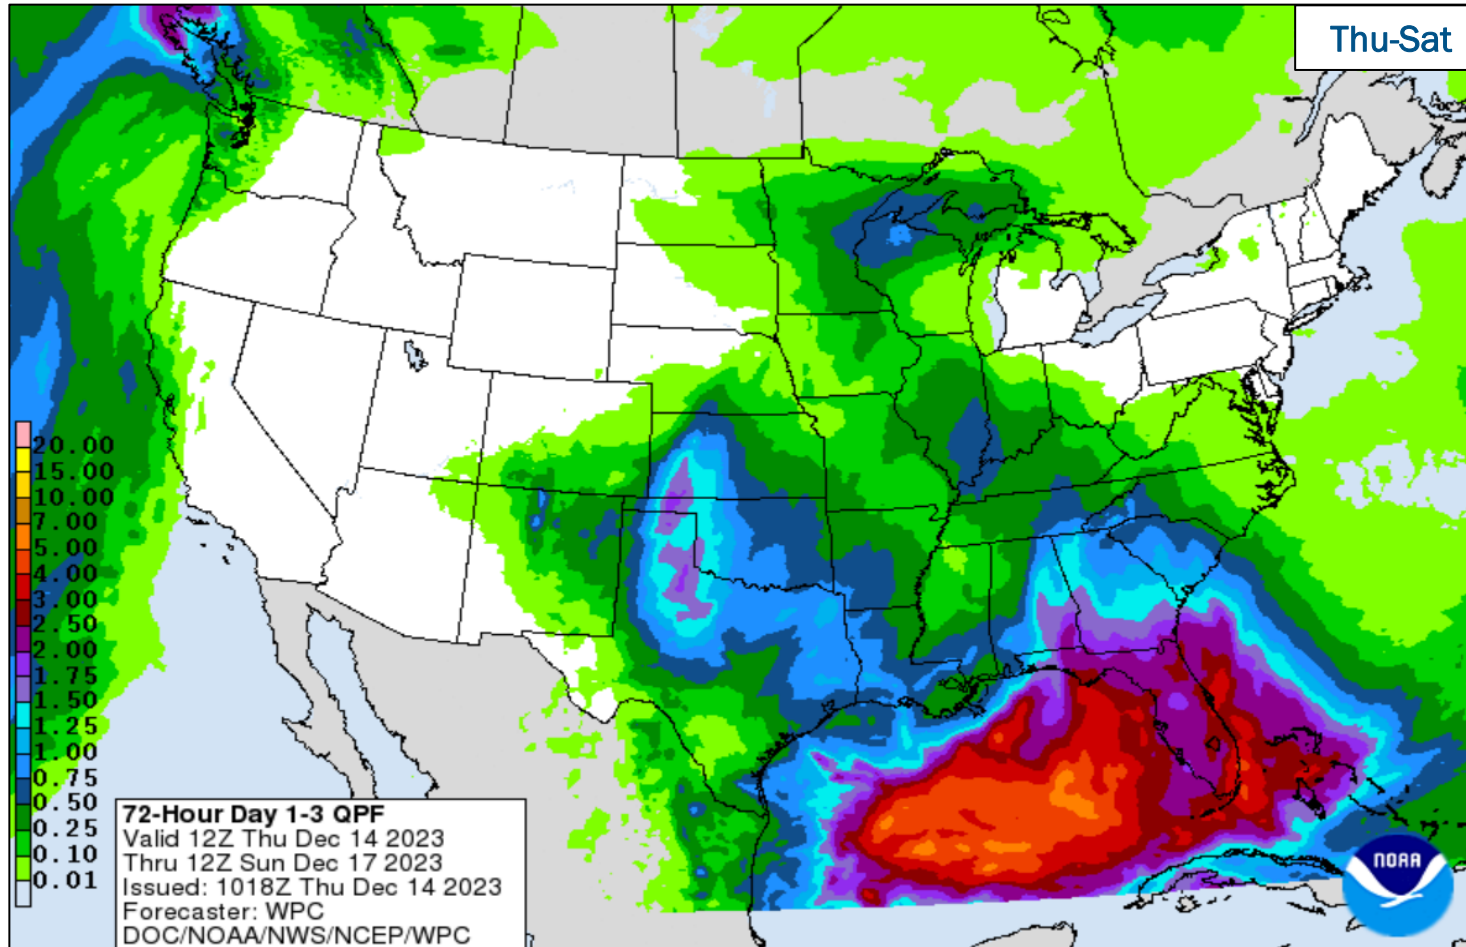 Thu-Sat
20.00
15.00
10.00
7.00
5.00
4.00
3.00
2.50
2.00
1.75
1.50
1.25
1.00
0.75
0.50
0.25
0.10
0.01
72-Hour Day 1-3 QPF
Valid 12Z Thu Dec 14 2023
Thru 12Z Sun Dec 17 2023
Issued: 1018Z Thu Dec 14 2023
Forecaster: WPC
DOC/NOAA/NWS/NCEP/WPC
NOAA